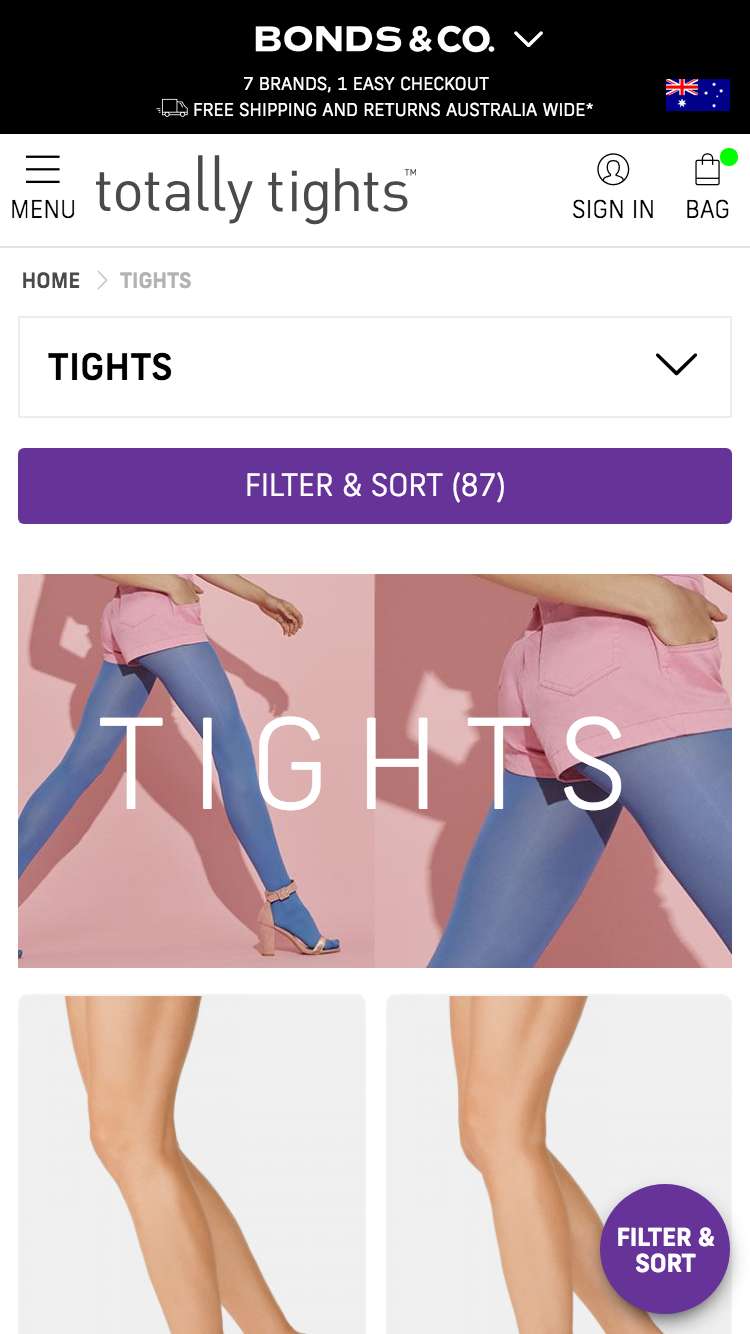 BONDS & CO.
7 BRANDS, 1 EASY CHECKOUT
FREE SHIPPING AND RETURNS AUSTRALIA WIDE*
totally tights™
MENU
SIGN IN
BAG
HOME > TIGHTS
TIGHTS
FILTER & SORT (87)
TIGHTS
FILTER &
SORT